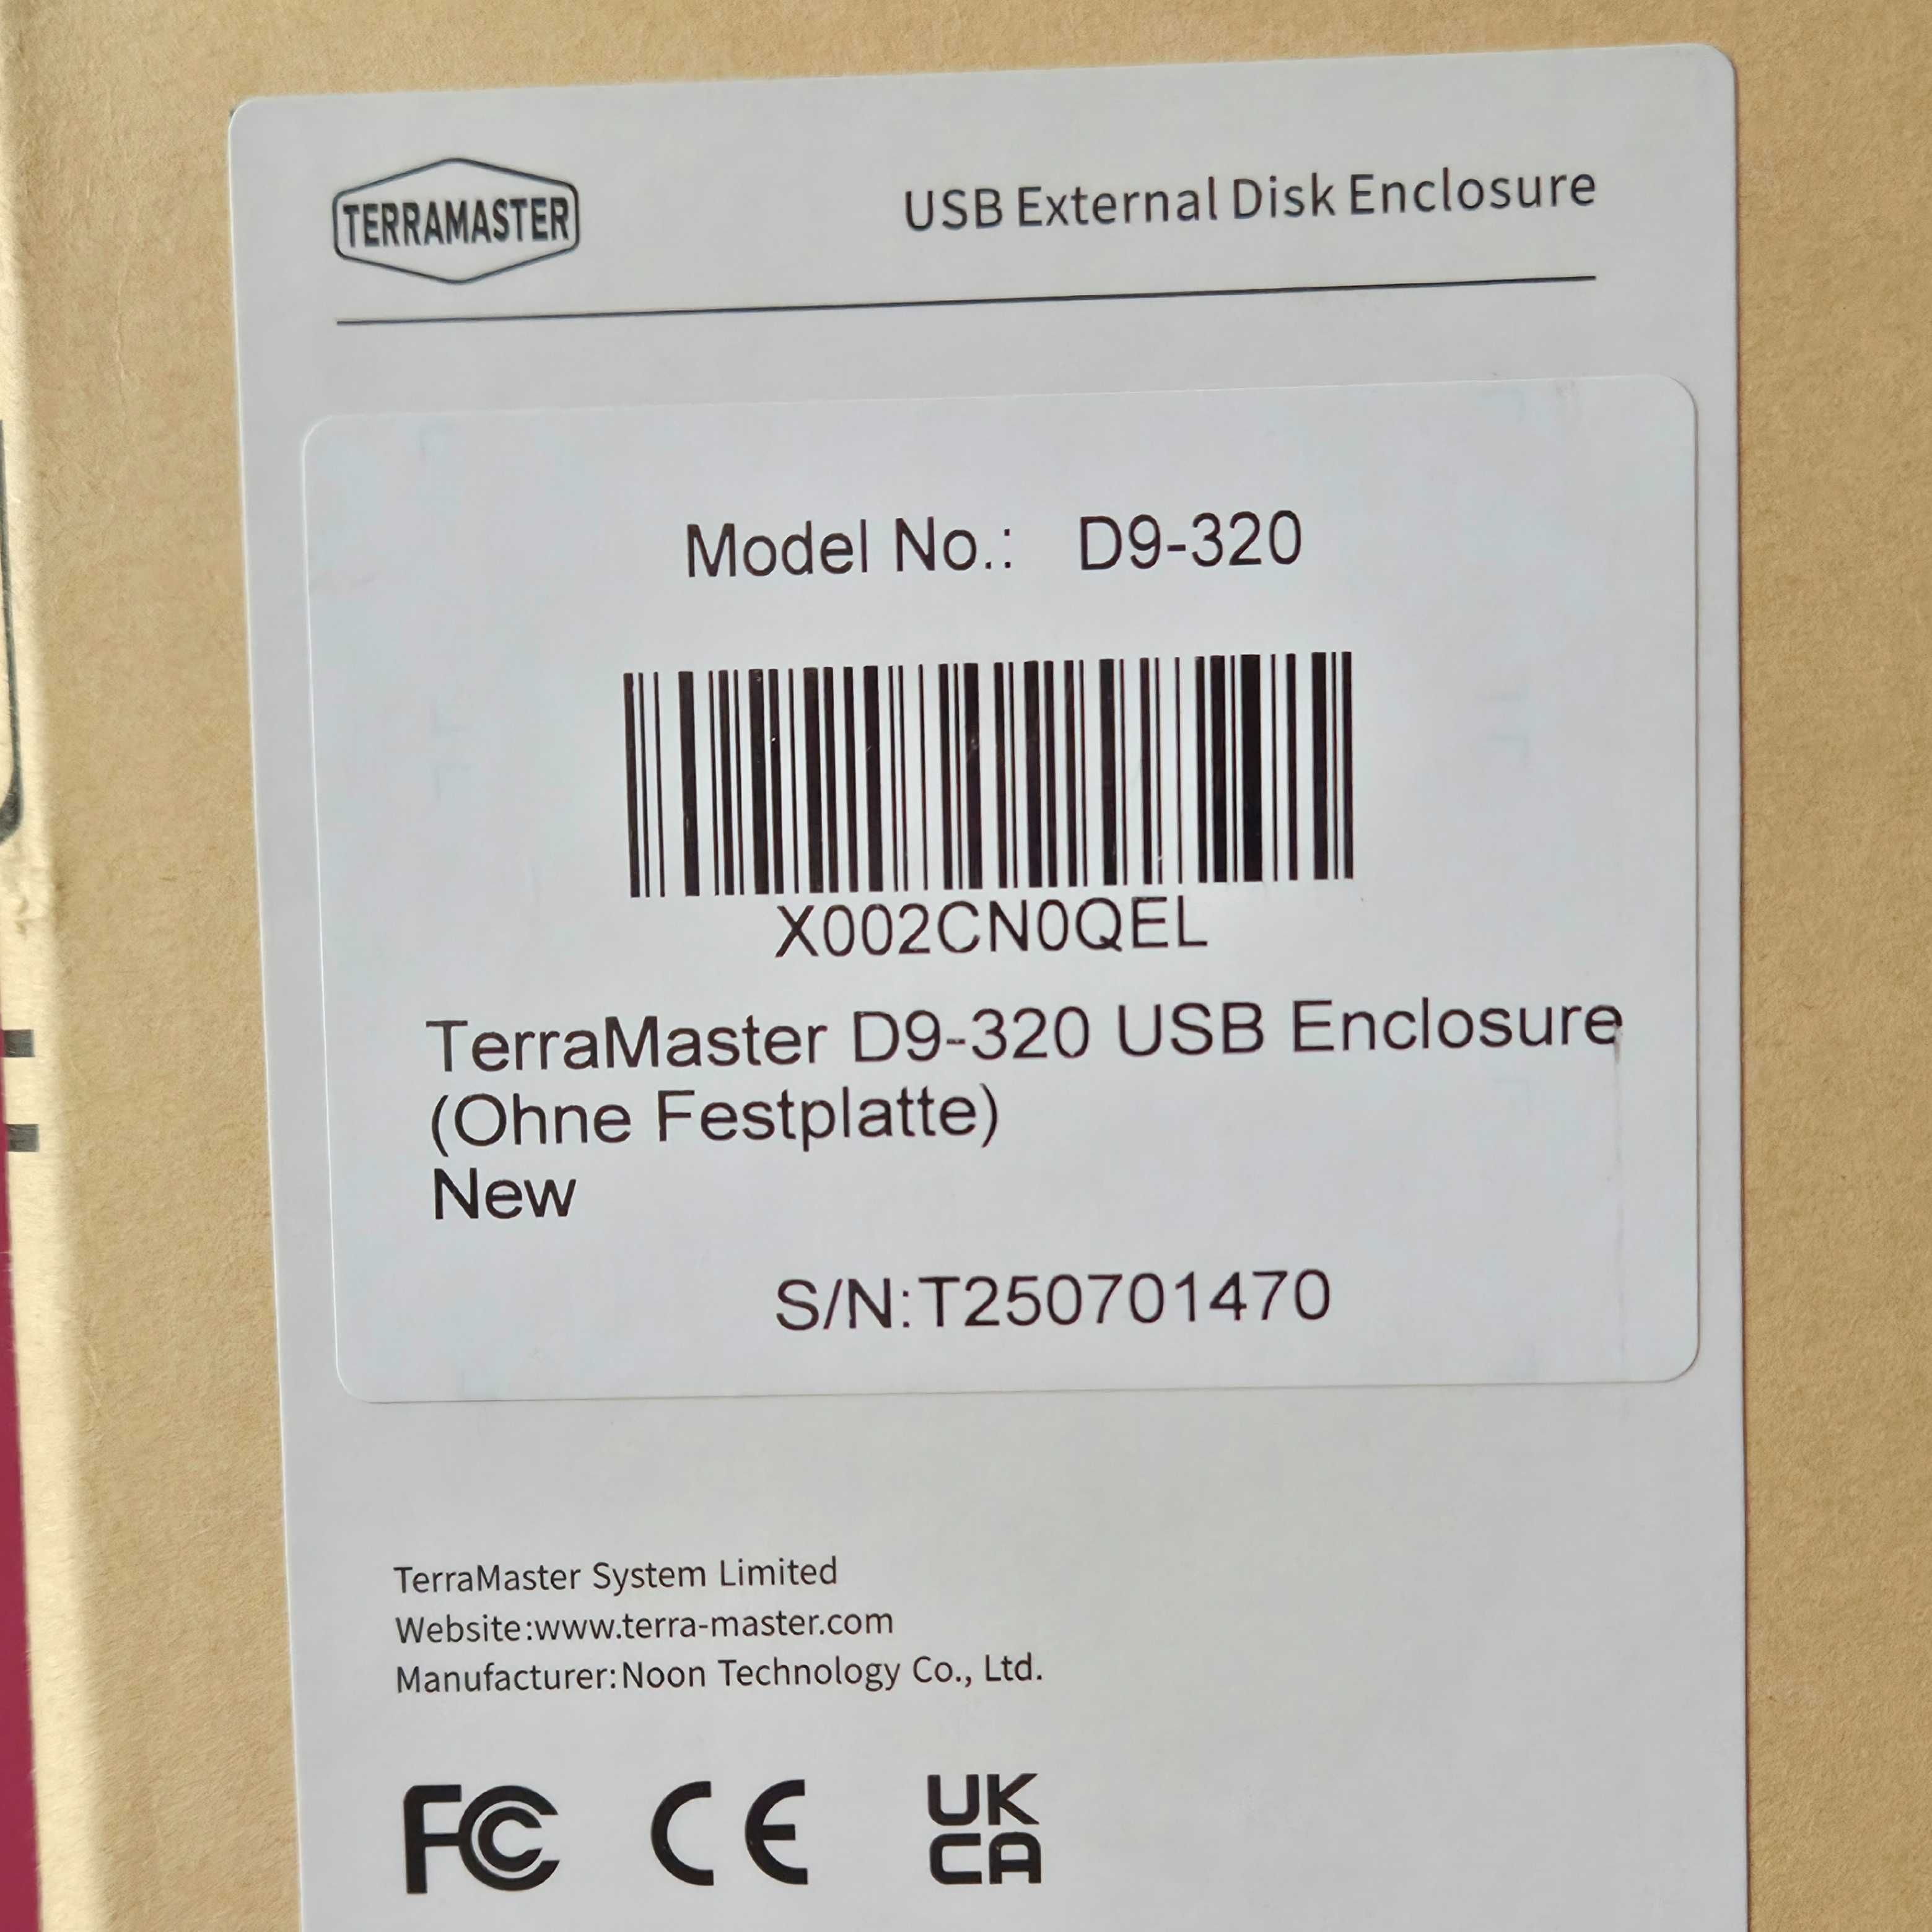 TERRAMASTER
USB External Disk Enclosure
Model No.: D9-320
X002CN0QEL
TerraMaster D9-320 USB Enclosure
(Ohne Festplatte)
New
S/N:T250701470
TerraMaster System Limited
Website:www.terra-master.com
Manufacturer:Noon Technology Co., Ltd.
FC CE UK
CA